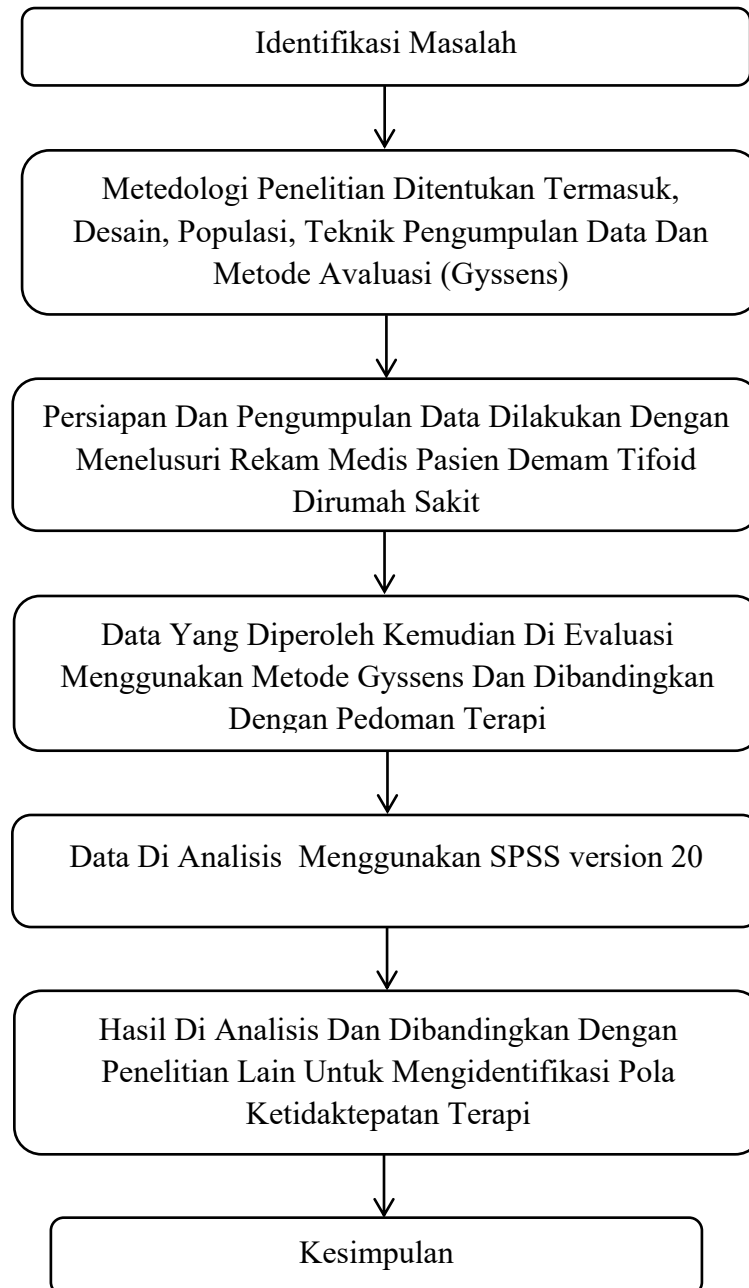 Identifikasi Masalah
Metedologi Penelitian Ditentukan Termasuk,
Desain, Populasi, Teknik Pengumpulan Data Dan
Metode Avaluasi (Gyssens)
Persiapan Dan Pengumpulan Data Dilakukan Dengan
Menelusuri Rekam Medis Pasien Demam Tifoid
Dirumah Sakit
Data Yang Diperoleh Kemudian Di Evaluasi
Menggunakan Metode Gyssens Dan Dibandingkan
Dengan Pedoman Terapi
Data Di Analisis  Menggunakan SPSS version 20
Hasil Di Analisis Dan Dibandingkan Dengan
Penelitian Lain Untuk Mengidentifikasi Pola
Ketidaktepatan Terapi
Kesimpulan